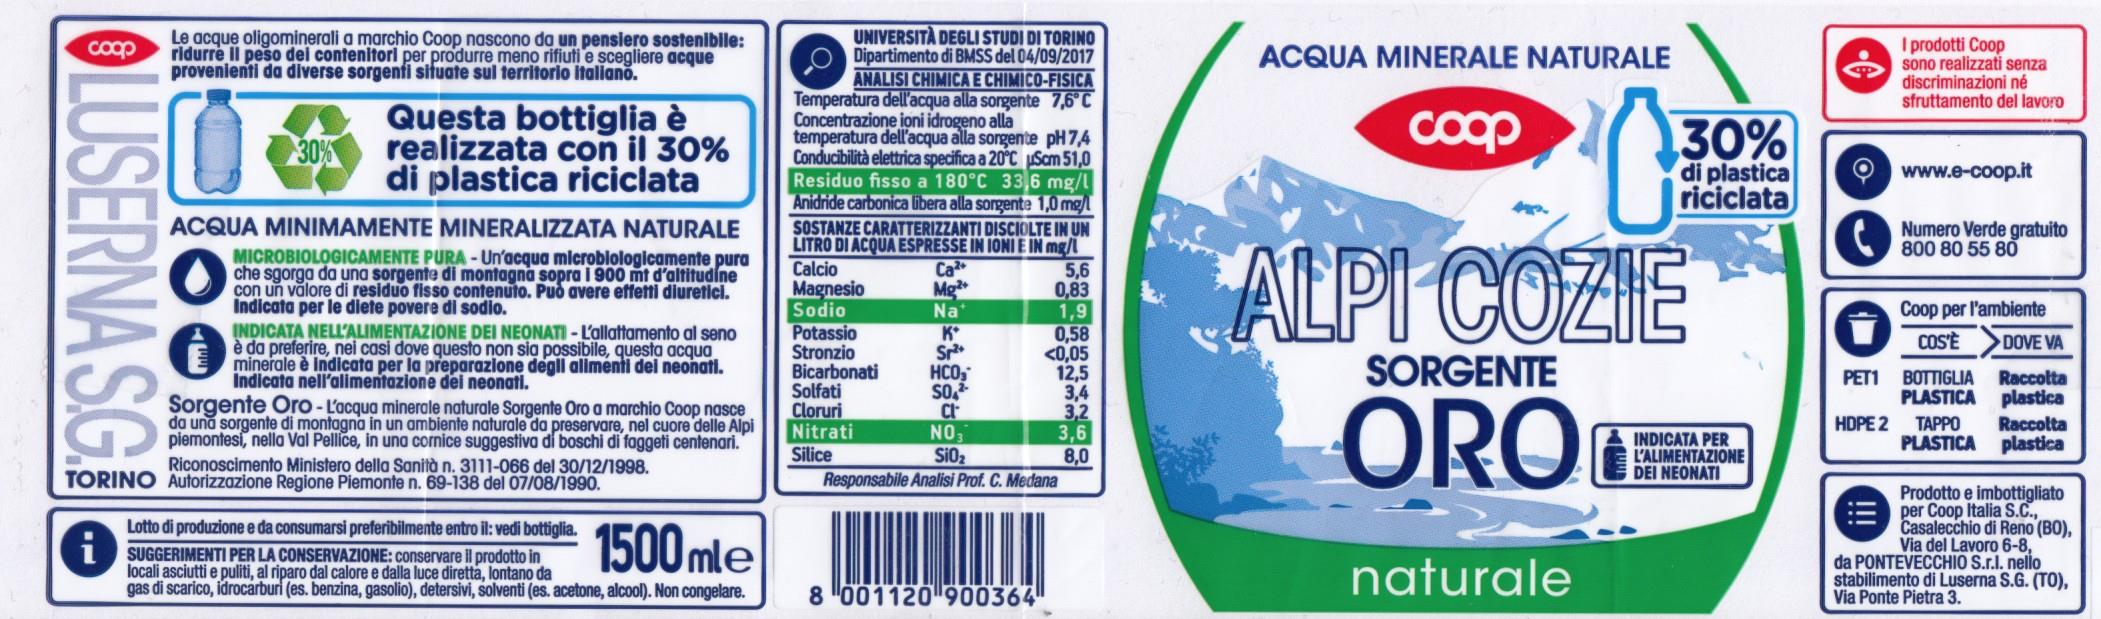 coop
LUSERNA S.G.
TORINO
Le acque oligominerali a marchio Coop nascono da un pensiero sostenibile:
ridurre il peso dei contenitori per produrre meno rifiuti e scegliere acque
provenienti da diverse sorgenti situate sul territorio italiano.
30%
Questa bottiglia è
realizzata con il 30%
di plastica riciclata
ACQUA MINIMAMENTE MINERALIZZATA NATURALE
MICROBIOLOGICAMENTE PURA - Un'acqua microbiologicamente pura
che sgorga da una sorgente di montagna sopra i 900 mt d'altitudine
con un valore di residuo fisso contenuto. Può avere effetti diuretici.
Indicata per le diete povere di sodio.
INDICATA NELL'ALIMENTAZIONE DEI NEONATI - L'allattamento al seno
è da preferire, nei casi dove questo non sia possibile, questa acqua
minerale è indicata per la preparazione degli alimenti dei neonati.
Indicata nell'alimentazione dei neonati.
Sorgente Oro - L'acqua minerale naturale Sorgente Oro a marchio Coop nasce
da una sorgente di montagna in un ambiente naturale da preservare, nel cuore delle Alpi
piemontesi, nella Val Pellice, in una cornice suggestiva di boschi di faggeti centenari.
Riconoscimento Ministero della Sanità n. 3111-066 del 30/12/1998.
Autorizzazione Regione Piemonte n. 69-138 del 07/08/1990.
Lotto di produzione e da consumarsi preferibilmente entro il: vedi bottiglia.
SUGGERIMENTI PER LA CONSERVAZIONE: conservare il prodotto in
locali asciutti e puliti, al riparo dal calore e dalla luce diretta, lontano da
gas di scarico, idrocarburi (es. benzina, gasolio), detersivi, solventi (es. acetone, alcool). Non congelare.
1500 ml e
UNIVERSITÀ DEGLI STUDI DI TORINO
Dipartimento di BMSS del 04/09/2017
ANALISI CHIMICA E CHIMICO-FISICA
Temperatura dell'acqua alla sorgente 7,6°C
Concentrazione ioni idrogeno alla
temperatura dell'acqua alla sorgente pH 7,4
Conducibilità elettrica specifica a 20°C µScm 51,0
Residuo fisso a 180°C 33,6 mg/l
Anidride carbonica libera alla sorgente 1,0 mg/l
SOSTANZE CARATTERIZZANTI DISCIOLTE IN UN
LITRO DI ACQUA ESPRESSE IN IONI E IN mg/l
Calcio Ca²⁺ 5,6
Magnesio Mg²⁺ 0,83
Sodio Na⁺ 1,9
Potassio K⁺ 0,58
Stronzio Sr²⁺ <0,05
Bicarbonati HCO₃⁻ 12,5
Solfati SO₄²⁻ 3,4
Cloruri Cl⁻ 3,2
Nitrati NO₃⁻ 3,6
Silice SiO₂ 8,0
Responsabile Analisi Prof. C. Medana
8 001120 900364
ACQUA MINERALE NATURALE
coop
30%
di plastica
riciclata
ALPI COZIE
SORGENTE
ORO
INDICATA PER
L'ALIMENTAZIONE
DEI NEONATI
naturale
I prodotti Coop
sono realizzati senza
discriminazioni né
sfruttamento del lavoro
www.e-coop.it
Numero Verde gratuito
800 80 55 80
Coop per l'ambiente
COS'È DOVE VA
PET1 BOTTIGLIA Raccolta
PLASTICA plastica
HDPE 2 TAPPO Raccolta
PLASTICA plastica
Prodotto e imbottigliato
per Coop Italia S.C.,
Casalecchio di Reno (BO),
Via del Lavoro 6-8,
da PONTEVECCHIO S.r.l. nello
stabilimento di Luserna S.G. (TO),
Via Ponte Pietra 3.